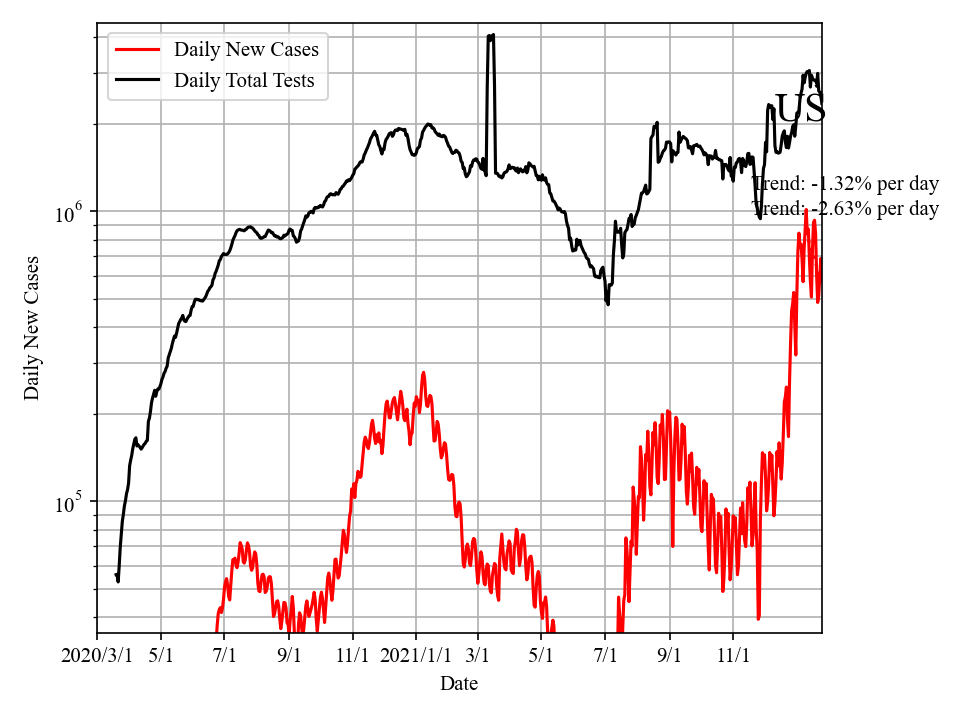 Daily New Cases
Daily Total Tests
US
Trend: -1.32% per day
Trend: -2.63% per day
10^6
10^5
Daily New Cases
2020/3/1 5/1 7/1 9/1 11/1 2021/1/1 3/1 5/1 7/1 9/1 11/1
Date